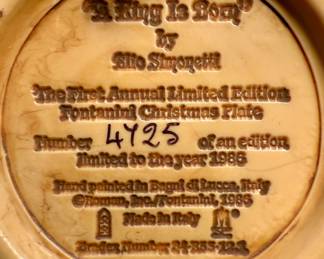 "A King Is Born"
by
Elio Simonetti
The First Annual Limited Edition
Fontanini Christmas Plate
Number 4725 of an edition
limited to the year 1986
Hand painted in Bagni di Lucca, Italy
©Roman, Inc./Fontanini, 1986
Made in Italy
Bradex Number